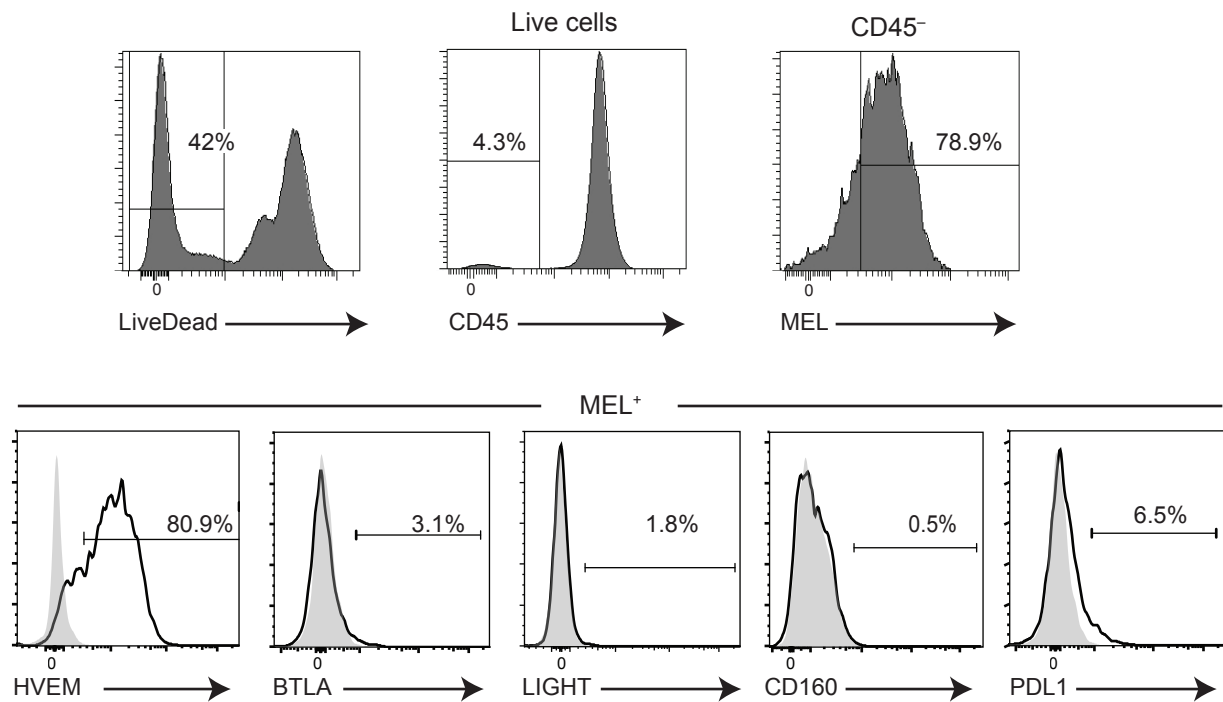 Live cells
CD45⁻
42%
4.3%
78.9%
0
0
0
LiveDead
CD45
MEL
MEL⁺
80.9%
3.1%
1.8%
0.5%
6.5%
0
0
0
0
0
HVEM
BTLA
LIGHT
CD160
PDL1